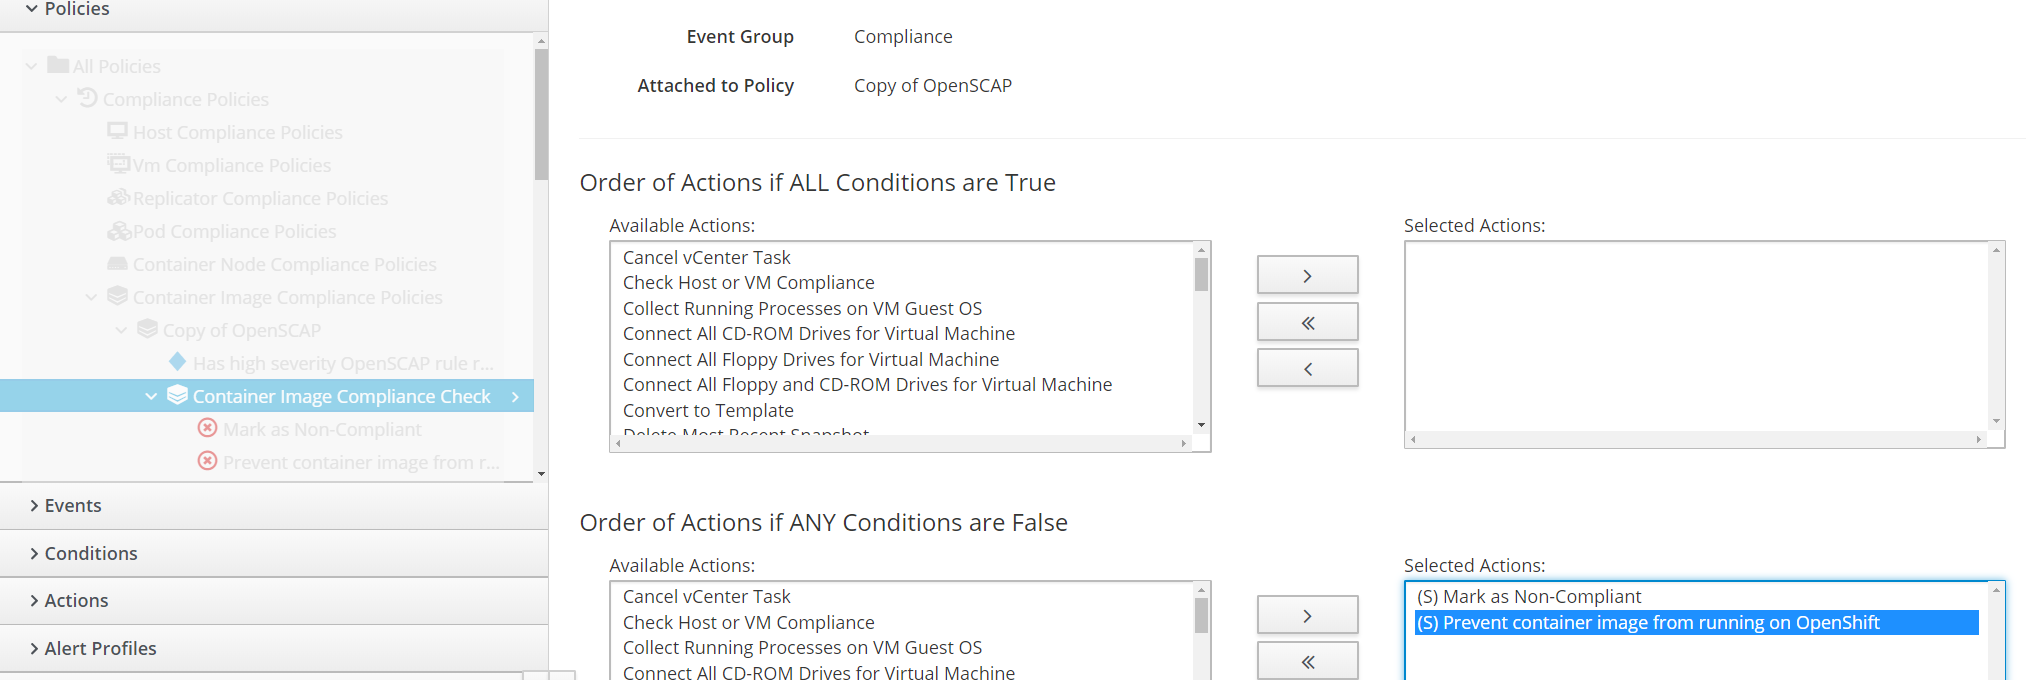 Policies
All Policies
Compliance Policies
Host Compliance Policies
Vm Compliance Policies
Replicator Compliance Policies
Pod Compliance Policies
Container Node Compliance Policies
Container Image Compliance Policies
Copy of OpenSCAP
Has high severity OpenSCAP rule r...
Container Image Compliance Check
Mark as Non-Compliant
Prevent container image from r...
Events
Conditions
Actions
Alert Profiles
Event Group Compliance
Attached to Policy Copy of OpenSCAP
Order of Actions if ALL Conditions are True
Available Actions:
Cancel vCenter Task
Check Host or VM Compliance
Collect Running Processes on VM Guest OS
Connect All CD-ROM Drives for Virtual Machine
Connect All Floppy Drives for Virtual Machine
Connect All Floppy and CD-ROM Drives for Virtual Machine
Convert to Template
Delete Most Recent Snapshot
Selected Actions:
Order of Actions if ANY Conditions are False
Available Actions:
Cancel vCenter Task
Check Host or VM Compliance
Collect Running Processes on VM Guest OS
Connect All CD-ROM Drives for Virtual Machine
Selected Actions:
(S) Mark as Non-Compliant
(S) Prevent container image from running on OpenShift